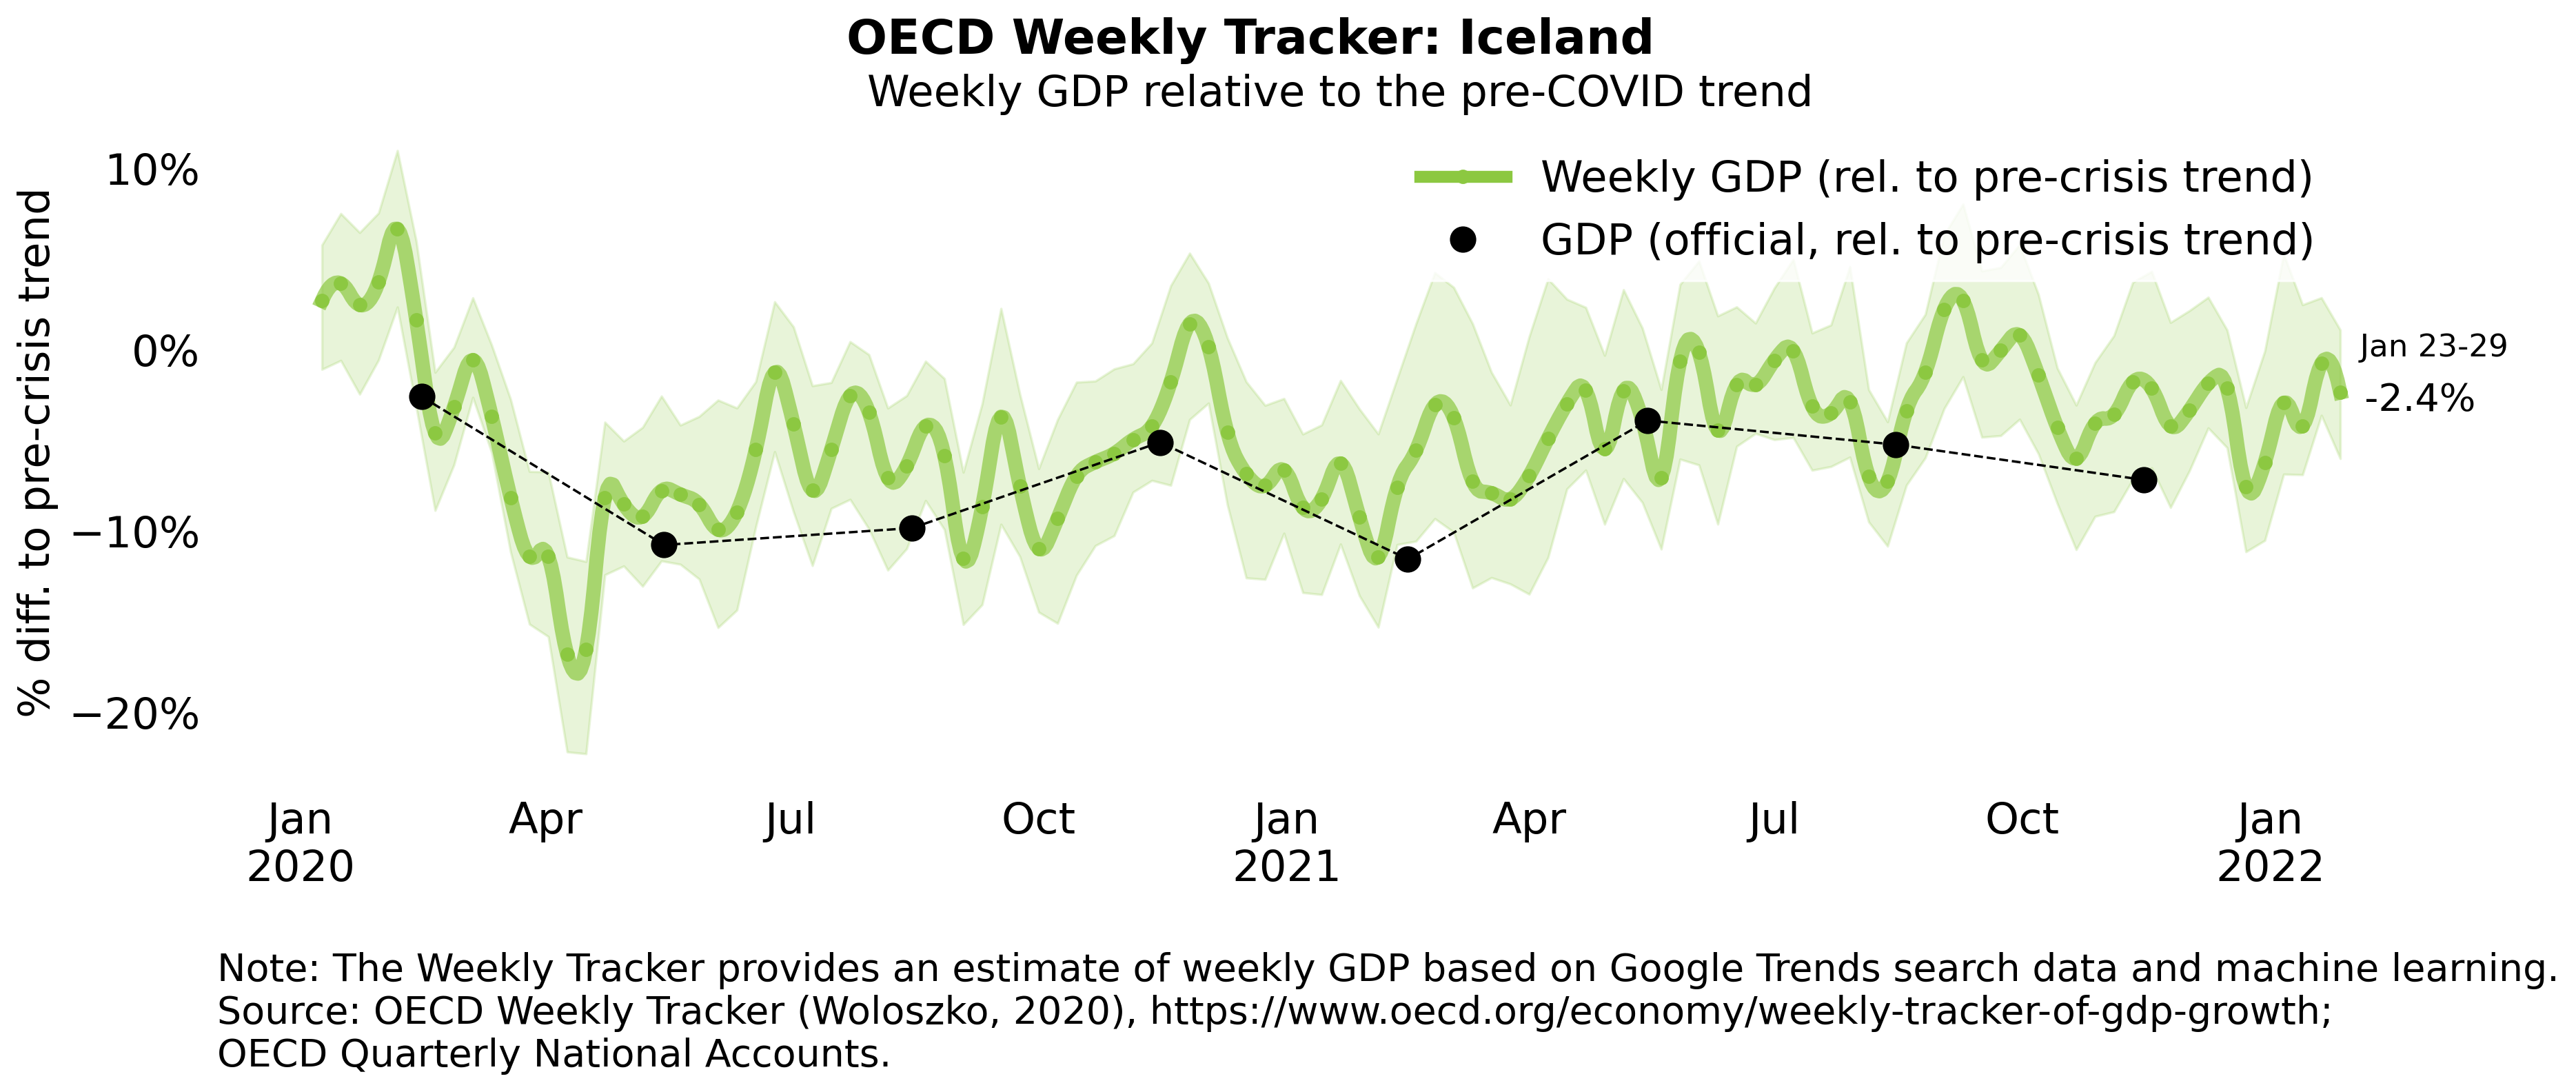 OECD Weekly Tracker: Iceland
Weekly GDP relative to the pre-COVID trend
% diff. to pre-crisis trend
10%
0%
−10%
−20%
Weekly GDP (rel. to pre-crisis trend)
GDP (official, rel. to pre-crisis trend)
Jan 23-29
-2.4%
Jan Apr Jul Oct Jan Apr Jul Oct Jan
2020 2021 2022
Note: The Weekly Tracker provides an estimate of weekly GDP based on Google Trends search data and machine learning.
Source: OECD Weekly Tracker (Woloszko, 2020), https://www.oecd.org/economy/weekly-tracker-of-gdp-growth;
OECD Quarterly National Accounts.